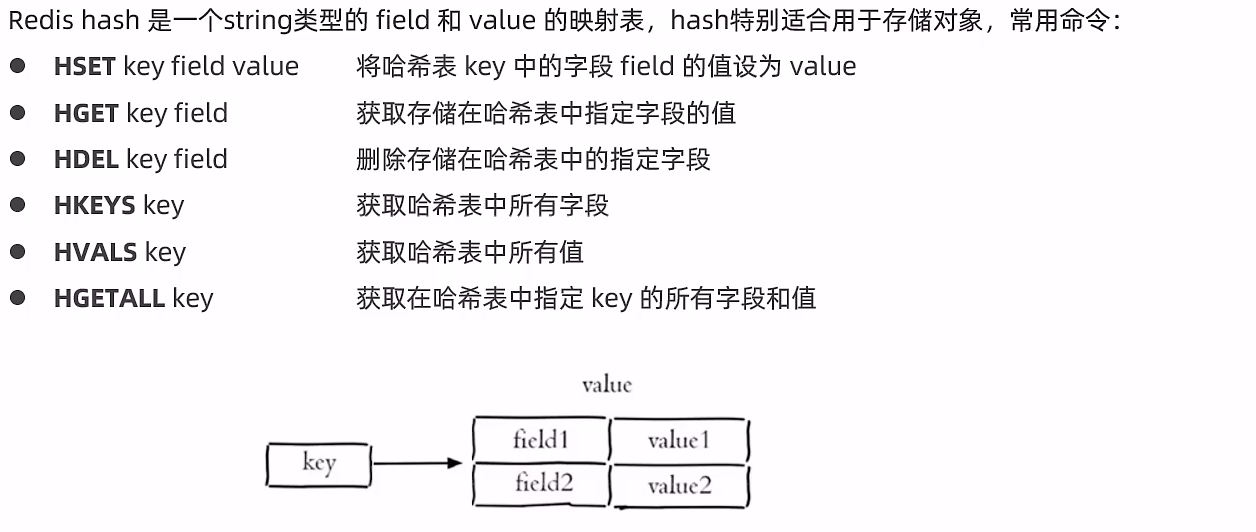 Redis hash 是一个string类型的 field 和 value 的映射表，hash特别适合用于存储对象，常用命令：
● HSET key field value 将哈希表 key 中的字段 field 的值设为 value
● HGET key field 获取存储在哈希表中指定字段的值
● HDEL key field 删除存储在哈希表中的指定字段
● HKEYS key 获取哈希表中所有字段
● HVALS key 获取哈希表中所有值
● HGETALL key 获取在哈希表中指定 key 的所有字段和值
value
key
field1 value1
field2 value2